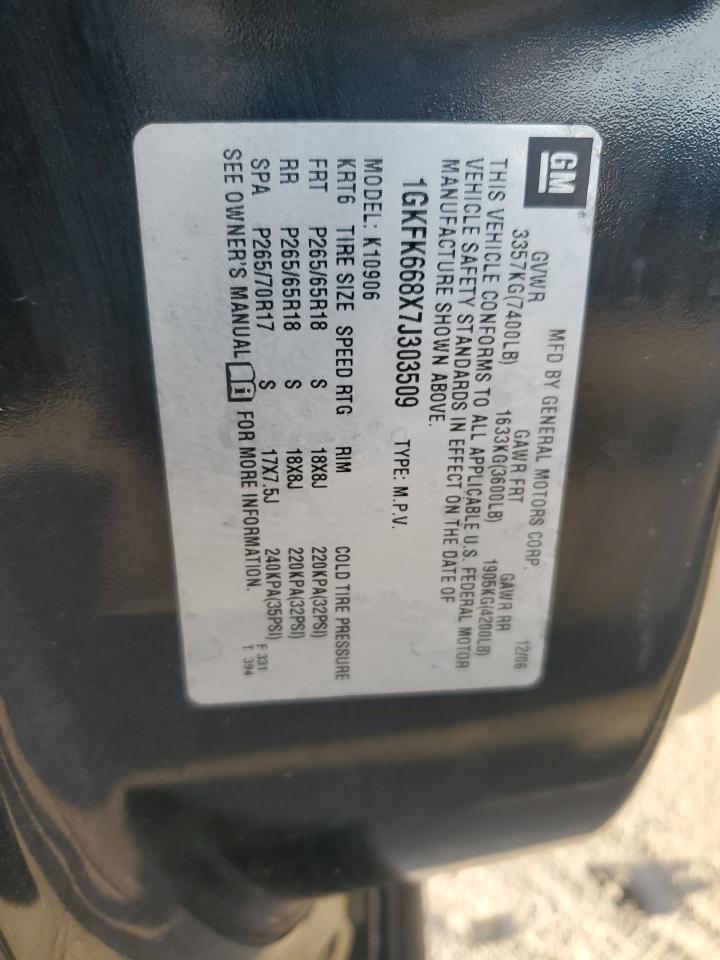 GM®
MFD BY GENERAL MOTORS CORP. 12/06
GVWR GAWR FRT GAWR RR
3357KG(7400LB) 1633KG(3600LB) 1905KG(4200LB)
THIS VEHICLE CONFORMS TO ALL APPLICABLE U.S. FEDERAL MOTOR
VEHICLE SAFETY STANDARDS IN EFFECT ON THE DATE OF
MANUFACTURE SHOWN ABOVE.
1GKFK668X7J303509 TYPE: M.P.V.
MODEL: K10906
KRT6 TIRE SIZE SPEED RTG RIM COLD TIRE PRESSURE
FRT P265/65R18 S 18X8J 220KPA(32PSI)
RR P265/65R18 S 18X8J 220KPA(32PSI)
SPA P265/70R17 S 17X7.5J 240KPA(35PSI)
SEE OWNER'S MANUAL i FOR MORE INFORMATION.
F 331
T 394